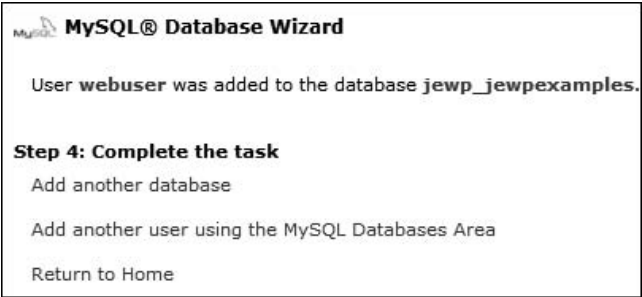 MySQL MySQL® Database Wizard
User webuser was added to the database jewp_jewpexamples.
Step 4: Complete the task
Add another database
Add another user using the MySQL Databases Area
Return to Home